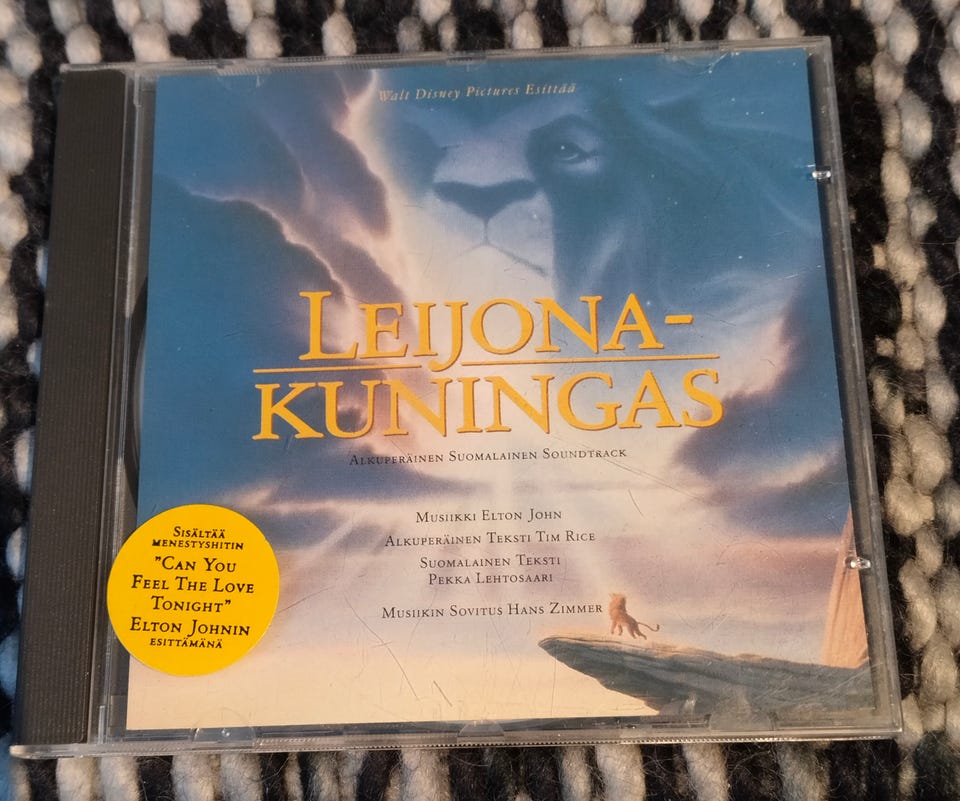 Walt Disney Pictures Esittää
LEIJONA-
KUNINGAS
ALKUPERÄINEN SUOMALAINEN SOUNDTRACK
MUSIIKKI ELTON JOHN
ALKUPERÄINEN TEKSTI TIM RICE
SUOMALAINEN TEKSTI
PEKKA LEHTOSAARI
MUSIIKIN SOVITUS HANS ZIMMER
SISÄLTÄÄ
MENESTYSHITIN
"CAN YOU
FEEL THE LOVE
TONIGHT"
ELTON JOHNIN
ESITTÄMÄNÄ